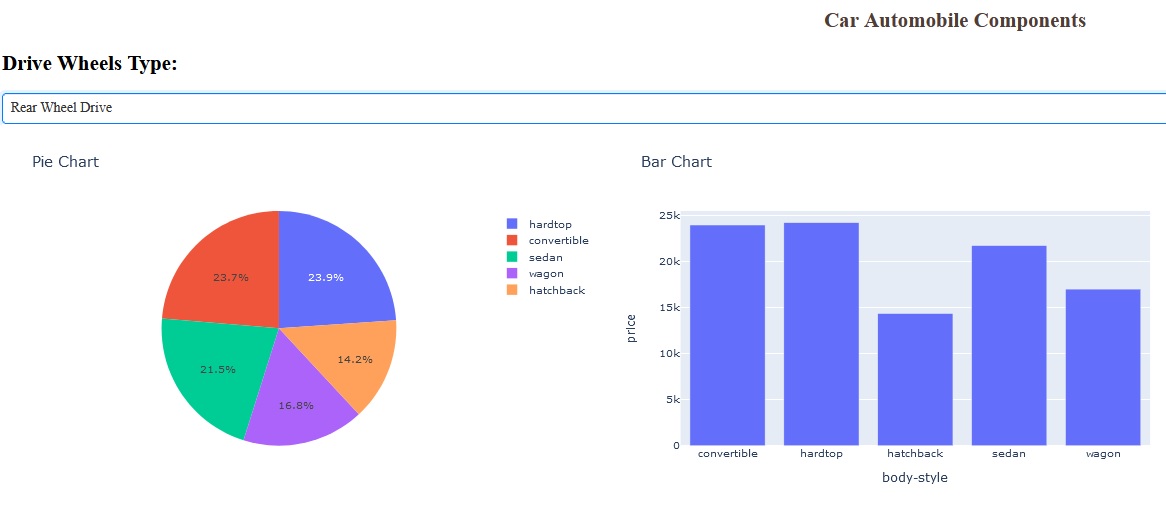 Car Automobile Components
Drive Wheels Type:
Rear Wheel Drive
Pie Chart
23.9%
23.7%
14.2%
21.5%
16.8%
hardtop
convertible
sedan
wagon
hatchback
Bar Chart
25k
20k
15k
10k
5k
0
price
convertible hardtop hatchback sedan wagon
body-style